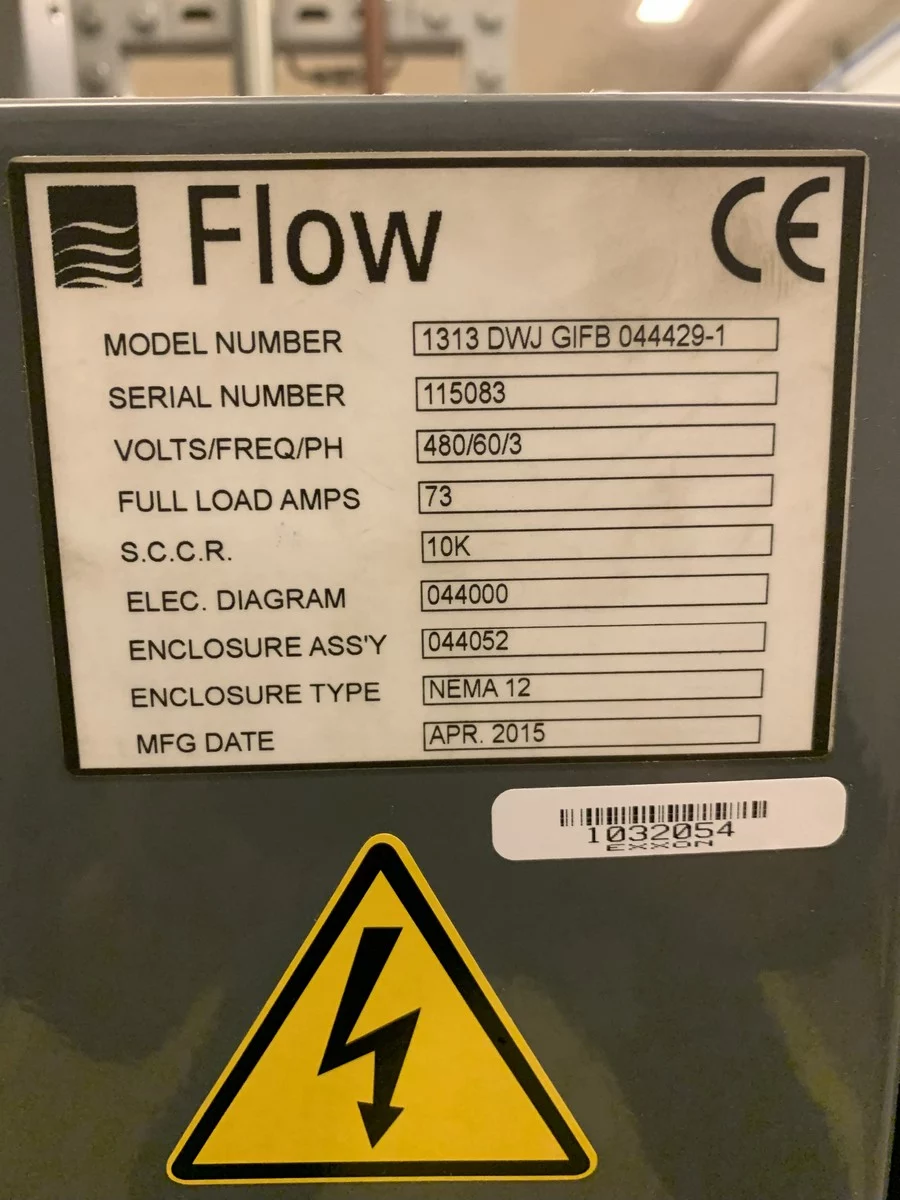 Flow CE
MODEL NUMBER 1313 DWJ GIFB 044429-1
SERIAL NUMBER 115083
VOLTS/FREQ/PH 480/60/3
FULL LOAD AMPS 73
S.C.C.R. 10K
ELEC. DIAGRAM 044000
ENCLOSURE ASS'Y 044052
ENCLOSURE TYPE NEMA 12
MFG DATE APR. 2015
1032054
EXXON